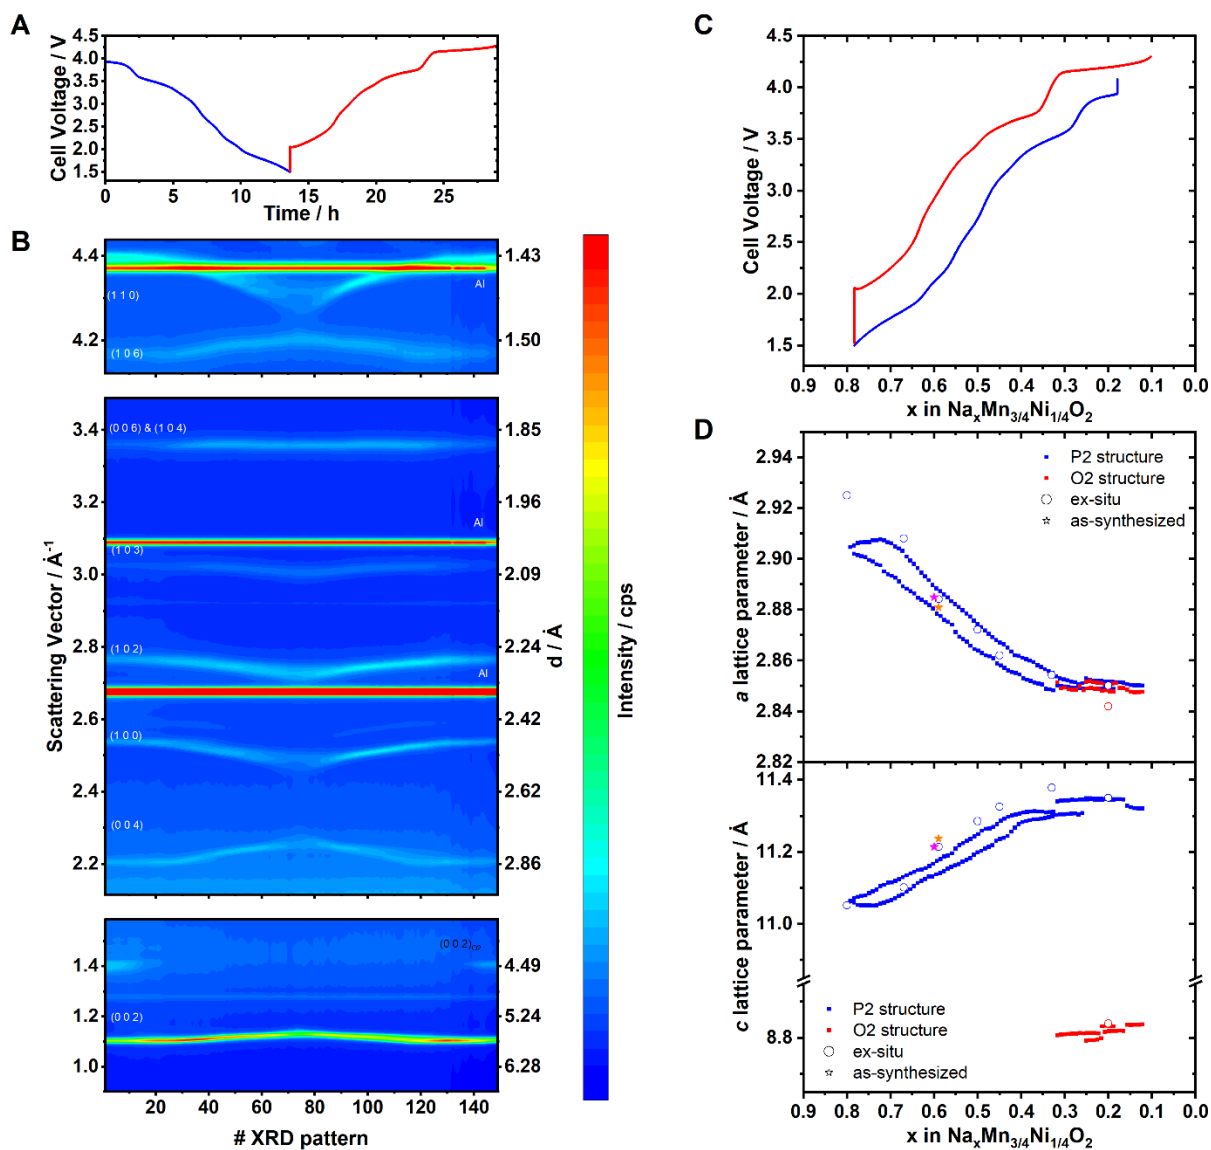 A
4.5
4.0
3.5
3.0
2.5
2.0
1.5
Cell Voltage / V
0
5
10
15
20
25
Time / h
B
4.4
4.2
1.43
1.50
(1 1 0)
(1 0 6)
Al
3.4
3.2
3.0
2.8
2.6
2.4
2.2
1.85
1.96
2.09
2.24
2.42
2.62
2.86
(0 0 6) & (1 0 4)
Al
(1 0 3)
(1 0 2)
Al
(1 0 0)
(0 0 4)
Scattering Vector / Å-1
d / Å
1.4
1.2
1.0
4.49
5.24
6.28
(0 0 2)OP
(0 0 2)
20
40
60
80
100
120
140
# XRD pattern
Intensity / cps
C
4.5
4.0
3.5
3.0
2.5
2.0
1.5
Cell Voltage / V
0.9
0.8
0.7
0.6
0.5
0.4
0.3
0.2
0.1
0.0
x in NaxMn3/4Ni1/4O2
D
2.94
2.92
2.90
2.88
2.86
2.84
2.82
a lattice parameter / Å
P2 structure
O2 structure
ex-situ
as-synthesized
11.4
11.2
11.0
8.8
c lattice parameter / Å
P2 structure
O2 structure
ex-situ
as-synthesized
0.9
0.8
0.7
0.6
0.5
0.4
0.3
0.2
0.1
0.0
x in NaxMn3/4Ni1/4O2